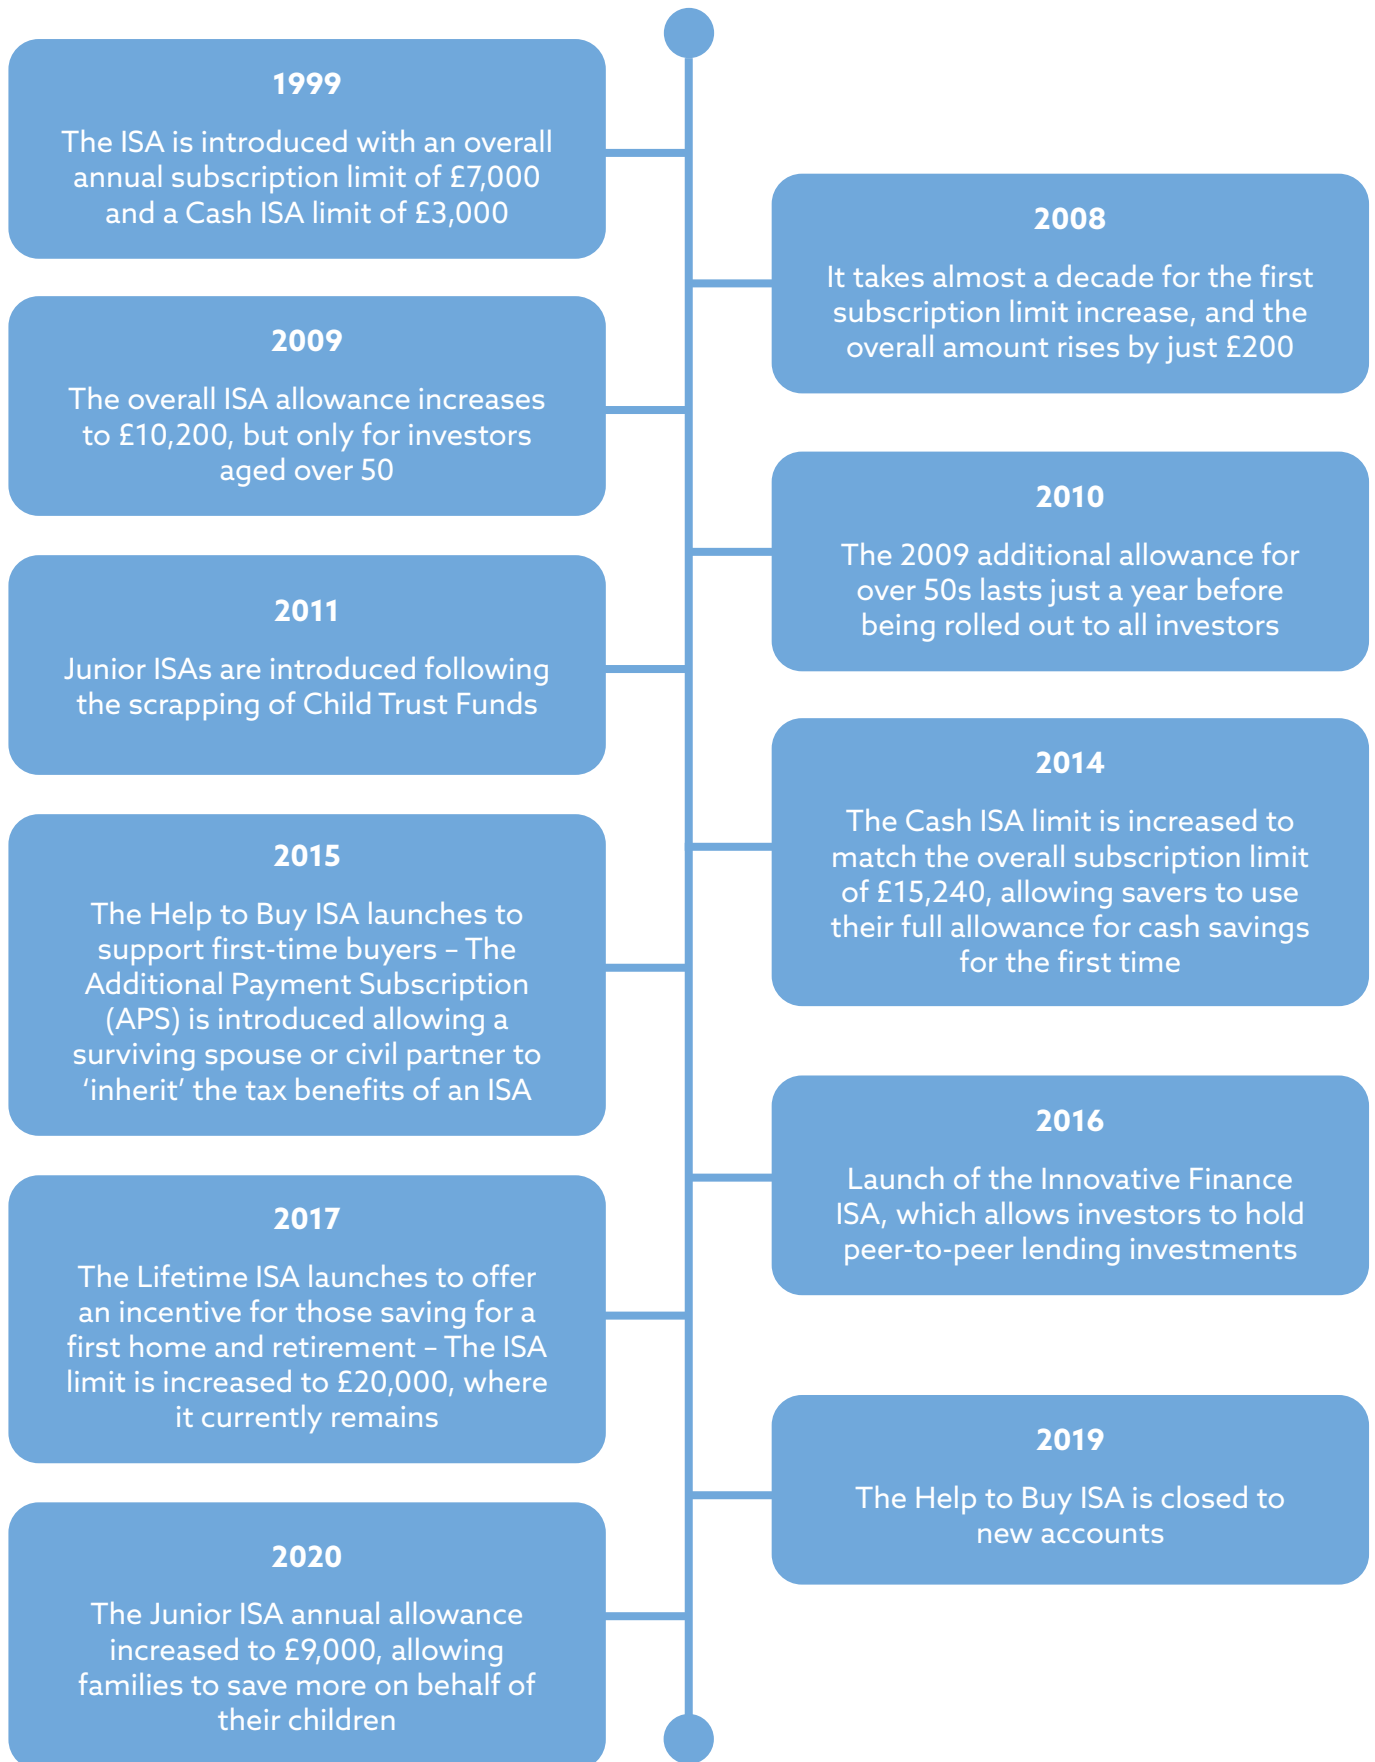 1999
The ISA is introduced with an overall
annual subscription limit of £7,000
and a Cash ISA limit of £3,000
2008
It takes almost a decade for the first
subscription limit increase, and the
overall amount rises by just £200
2009
The overall ISA allowance increases
to £10,200, but only for investors
aged over 50
2010
The 2009 additional allowance for
over 50s lasts just a year before
being rolled out to all investors
2011
Junior ISAs are introduced following
the scrapping of Child Trust Funds
2014
The Cash ISA limit is increased to
match the overall subscription limit
of £15,240, allowing savers to use
their full allowance for cash savings
for the first time
2015
The Help to Buy ISA launches to
support first-time buyers – The
Additional Payment Subscription
(APS) is introduced allowing a
surviving spouse or civil partner to
‘inherit’ the tax benefits of an ISA
2016
Launch of the Innovative Finance
ISA, which allows investors to hold
peer-to-peer lending investments
2017
The Lifetime ISA launches to offer
an incentive for those saving for a
first home and retirement – The ISA
limit is increased to £20,000, where
it currently remains
2019
The Help to Buy ISA is closed to
new accounts
2020
The Junior ISA annual allowance
increased to £9,000, allowing
families to save more on behalf of
their children